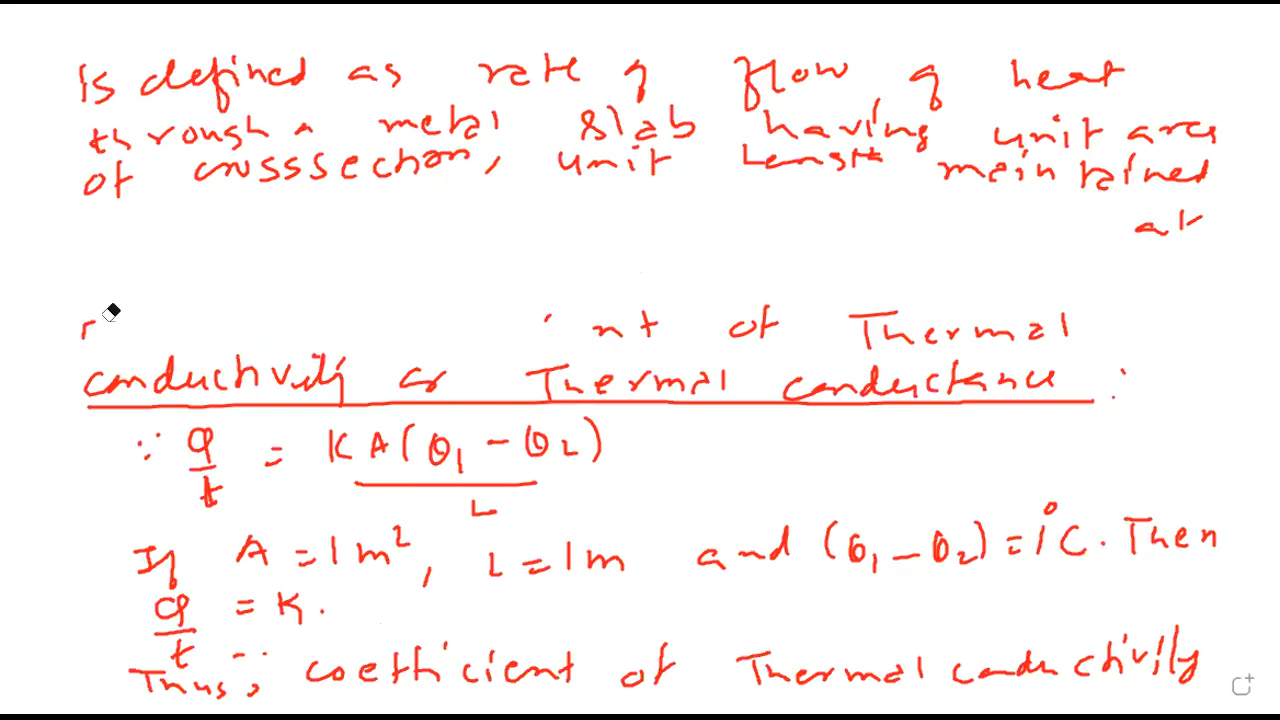 is defined as rate of flow of heat
through a metal slab having unit area
of crosssection, unit Length maintained
at
nt of Thermal
conductivity or Thermal conductance :
∵ Q/t = KA(θ₁ - θ₂)/L
If A = 1m², L = 1m and (θ₁ - θ₂) = 1°C. Then
Q/t = K.
Thus, coefficient of Thermal conductivity